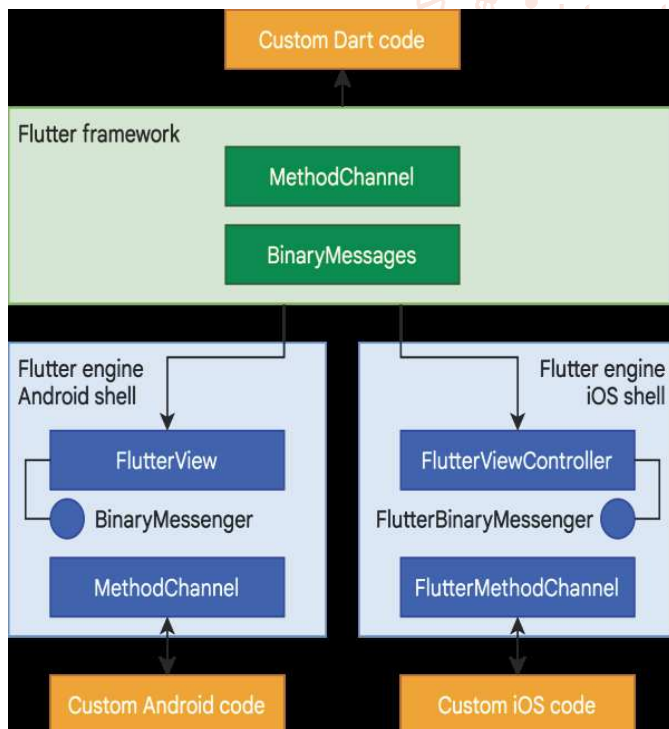 Custom Dart code
Flutter framework
MethodChannel
BinaryMessages
Flutter engine
Android shell
FlutterView
BinaryMessenger
MethodChannel
Custom Android code
Flutter engine
iOS shell
FlutterViewController
FlutterBinaryMessenger
FlutterMethodChannel
Custom iOS code